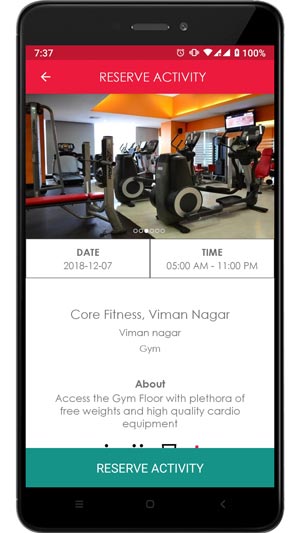 7:37
100%
RESERVE ACTIVITY
DATE
2018-12-07
TIME
05:00 AM - 11:00 PM
Core Fitness, Viman Nagar
Viman nagar
Gym
About
Access the Gym Floor with plethora of
free weights and high quality cardio
equipment
RESERVE ACTIVITY